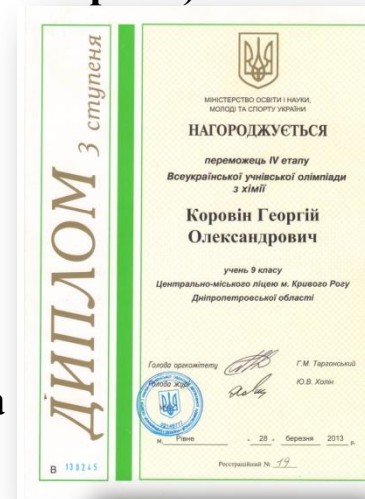 ДИПЛОМ 3 ступеня
МІНІСТЕРСТВО ОСВІТИ І НАУКИ,
МОЛОДІ ТА СПОРТУ УКРАЇНИ
НАГОРОДЖУЄТЬСЯ
переможець IV етапу
Всеукраїнської учнівської олімпіади
з хімії
Коровін Георгій
Олександрович
учень 9 класу
Центрально-міського ліцею м. Кривого Рогу
Дніпропетровської області
Голова оргкомітету Г.М. Таргонський
Голова журі Ю.В. Холін
а
м. Рівне " 28 " березня 2013 р.
В 138245
Реєстраційний № 19